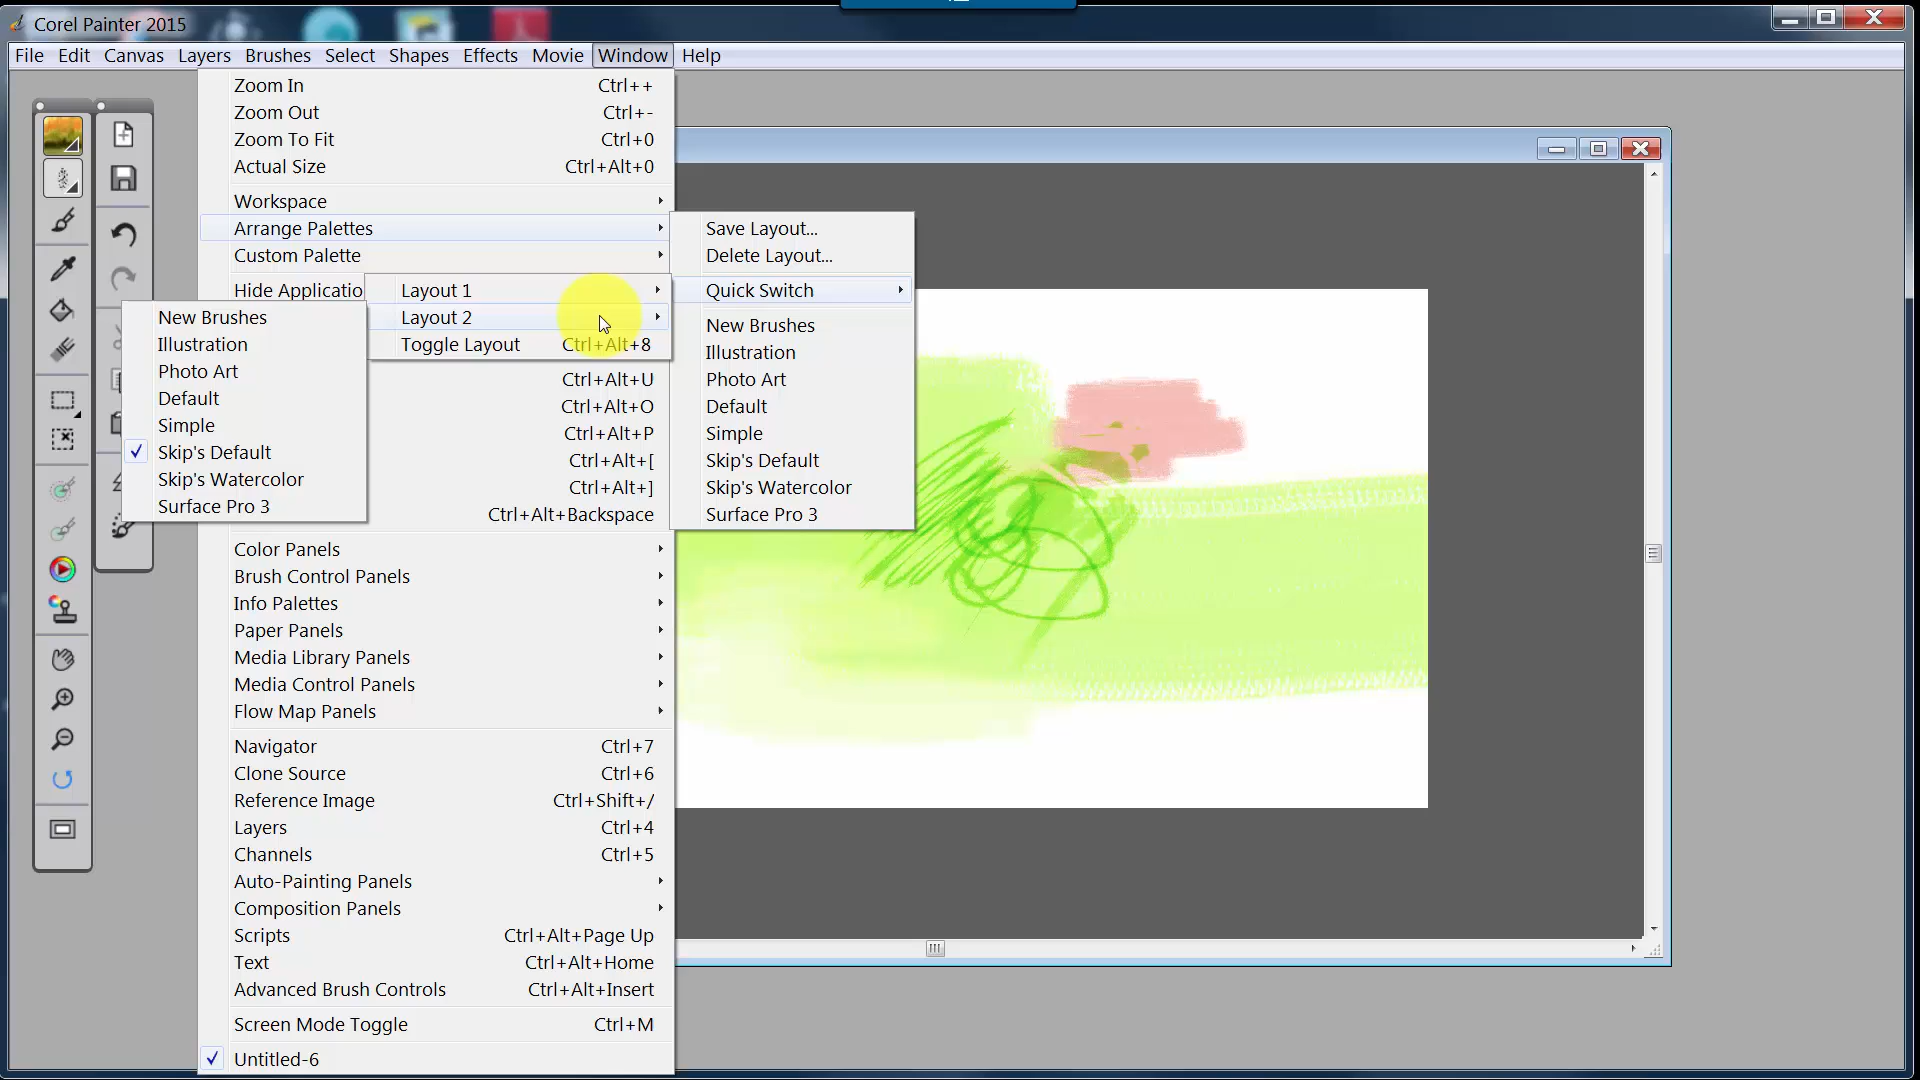 Corel Painter 2015
File Edit Canvas Layers Brushes Select Shapes Effects Movie Window Help
Zoom In Ctrl++
Zoom Out Ctrl+-
Zoom To Fit Ctrl+0
Actual Size Ctrl+Alt+0
Workspace
Arrange Palettes
Custom Palette
Hide Applicatio
Ctrl+Alt+U
Ctrl+Alt+O
Ctrl+Alt+P
Ctrl+Alt+[
Ctrl+Alt+]
Ctrl+Alt+Backspace
Color Panels
Brush Control Panels
Info Palettes
Paper Panels
Media Library Panels
Media Control Panels
Flow Map Panels
Navigator Ctrl+7
Clone Source Ctrl+6
Reference Image Ctrl+Shift+/
Layers Ctrl+4
Channels Ctrl+5
Auto-Painting Panels
Composition Panels
Scripts Ctrl+Alt+Page Up
Text Ctrl+Alt+Home
Advanced Brush Controls Ctrl+Alt+Insert
Screen Mode Toggle Ctrl+M
Untitled-6
Save Layout...
Delete Layout...
Quick Switch
New Brushes
Illustration
Photo Art
Default
Simple
Skip's Default
Skip's Watercolor
Surface Pro 3
Layout 1
Layout 2
Toggle Layout Ctrl+Alt+8
New Brushes
Illustration
Photo Art
Default
Simple
Skip's Default
Skip's Watercolor
Surface Pro 3